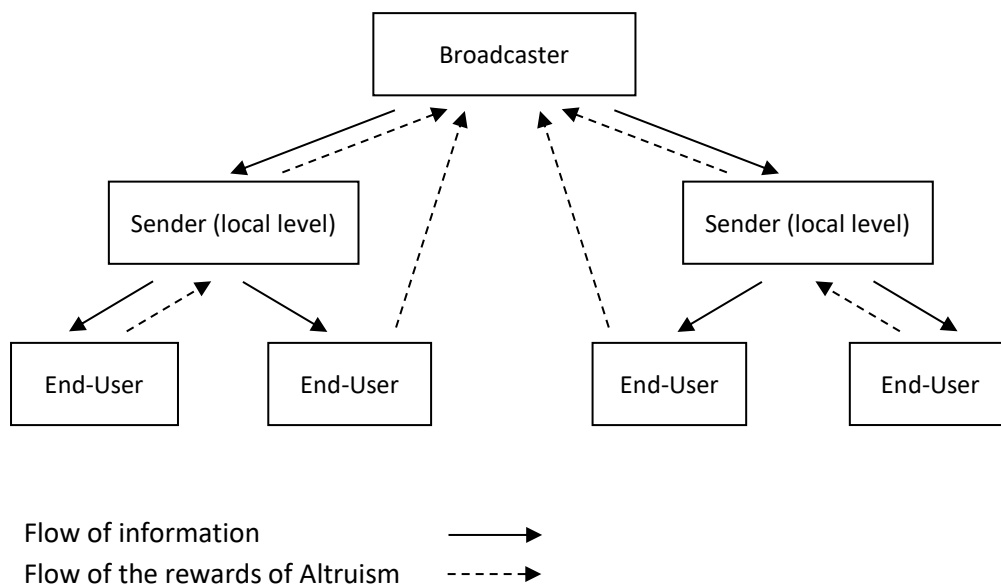 Broadcaster
Sender (local level)
Sender (local level)
End-User
End-User
End-User
End-User
Flow of information
Flow of the rewards of Altruism